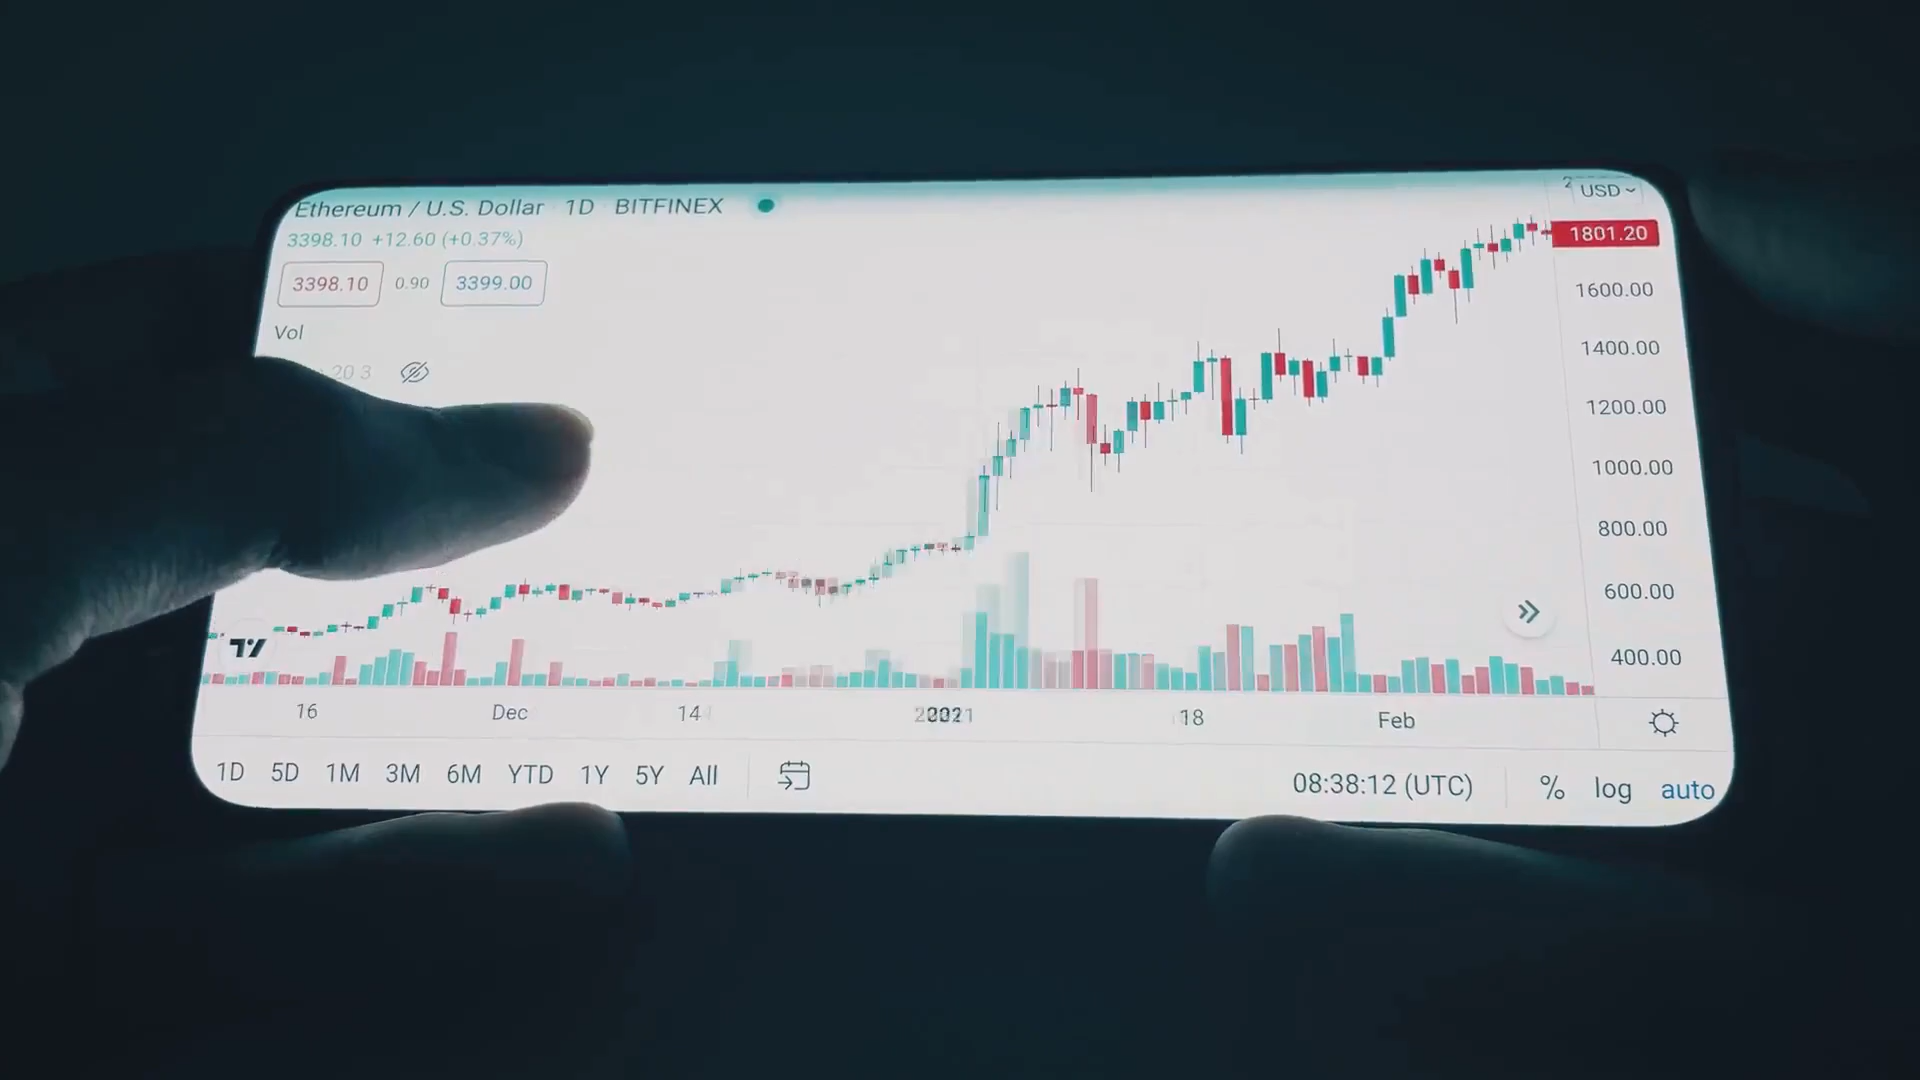 Ethereum / U.S. Dollar 1D BITFINEX
USD
3398.10 +12.60 (+0.37%)
1801.20
3398.10 0.90 3399.00
1600.00
Vol
1400.00
20 3
1200.00
1000.00
800.00
600.00
400.00
16 Dec 14 2021 18 Feb
1D 5D 1M 3M 6M YTD 1Y 5Y All 08:38:12 (UTC) % log auto